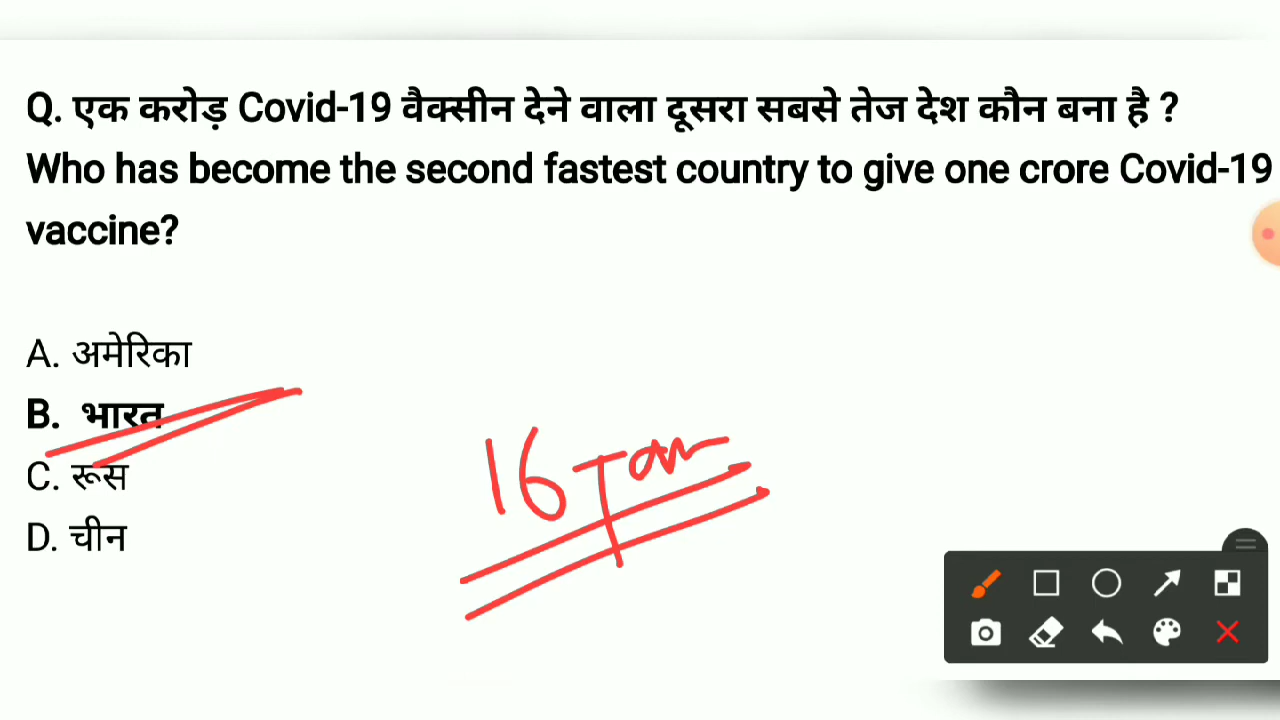 Q. एक करोड़ Covid-19 वैक्सीन देने वाला दूसरा सबसे तेज देश कौन बना है ?
Who has become the second fastest country to give one crore Covid-19
vaccine?
A. अमेरिका
B. भारत
C. रूस
D. चीन
16 Jan